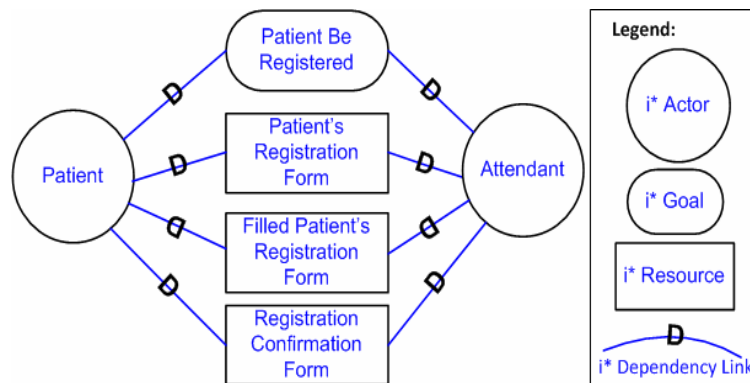 Patient Be
Registered
D
D
Patient's
Registration
Form
D
D
Patient
Attendant
Filled Patient's
Registration
Form
D
D
Registration
Confirmation
Form
D
D
Legend:
i* Actor
i* Goal
i* Resource
D
i* Dependency Link